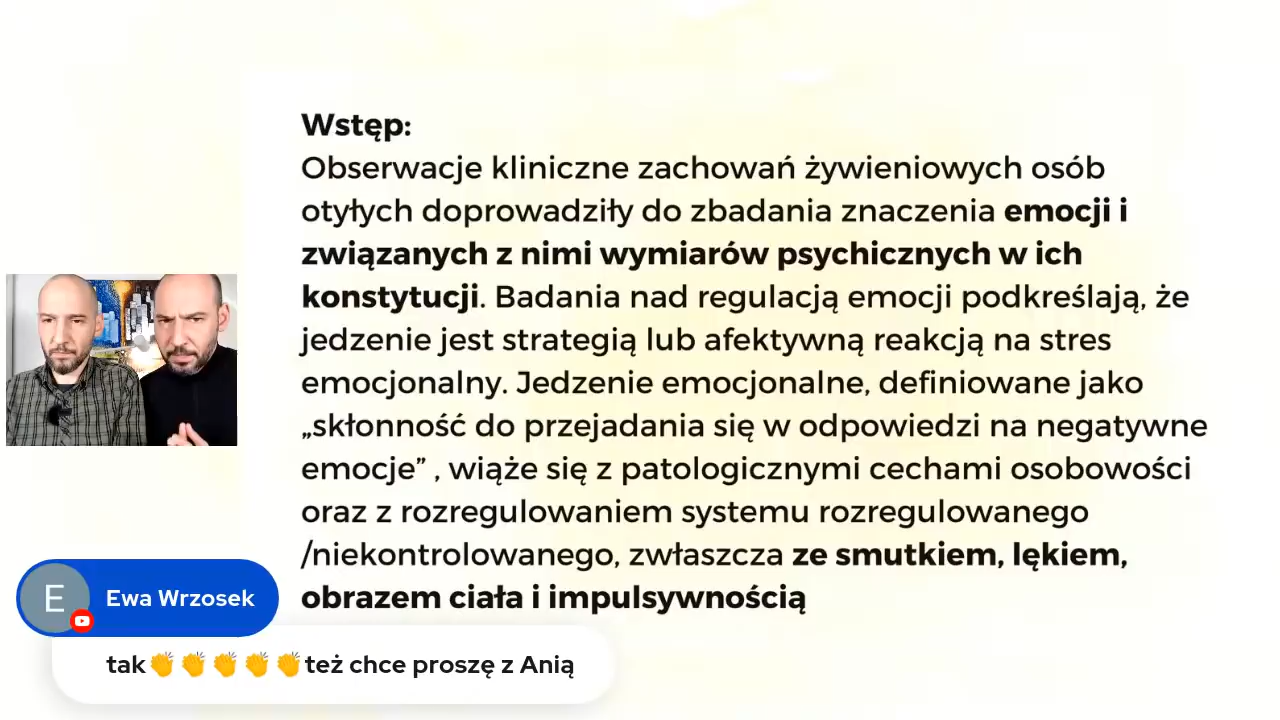 Wstęp:
Obserwacje kliniczne zachowań żywieniowych osób
otyłych doprowadziły do zbadania znaczenia emocji i
związanych z nimi wymiarów psychicznych w ich
konstytucji. Badania nad regulacją emocji podkreślają, że
jedzenie jest strategią lub afektywną reakcją na stres
emocjonalny. Jedzenie emocjonalne, definiowane jako
„skłonność do przejadania się w odpowiedzi na negatywne
emocje” , wiąże się z patologicznymi cechami osobowości
oraz z rozregulowaniem systemu rozregulowanego
/niekontrolowanego, zwłaszcza ze smutkiem, lękiem,
obrazem ciała i impulsywnością
E
Ewa Wrzosek
tak👏👏👏👏👏też chce proszę z Anią